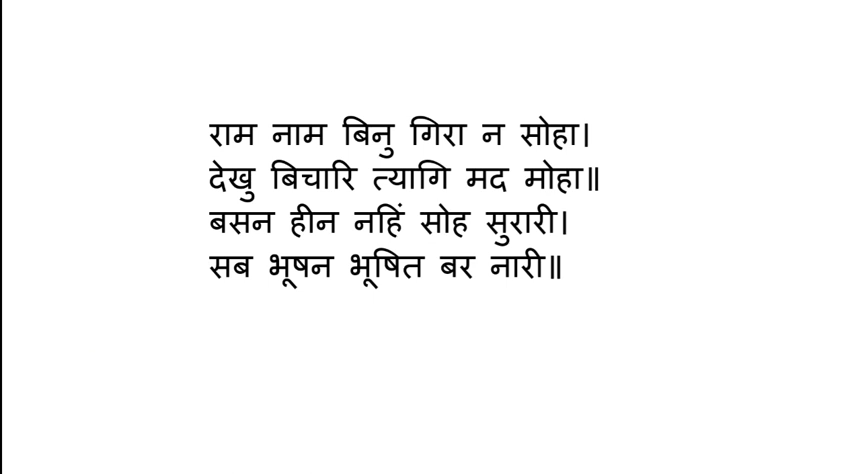 राम नाम बिनु गिरा न सोहा।
देखु बिचारि त्यागि मद मोहा॥
बसन हीन नहिं सोह सुरारी।
सब भूषन भूषित बर नारी॥